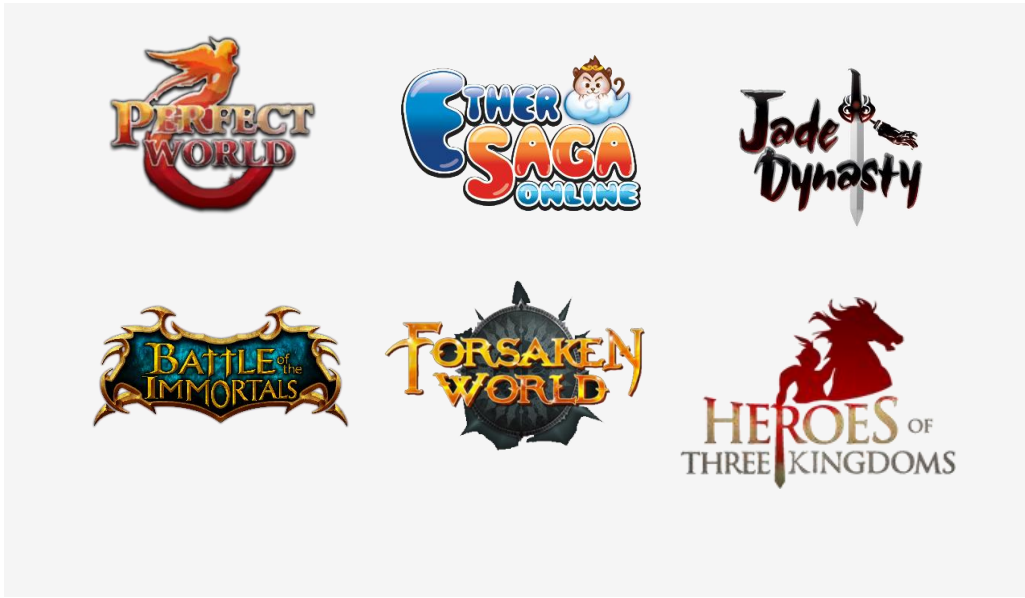 PERFECT
WORLD
ETHER
SAGA
ONLINE
Jade
Dynasty
BATTLE of the
IMMORTALS
FORSAKEN
WORLD
HEROES OF
THREE KINGDOMS